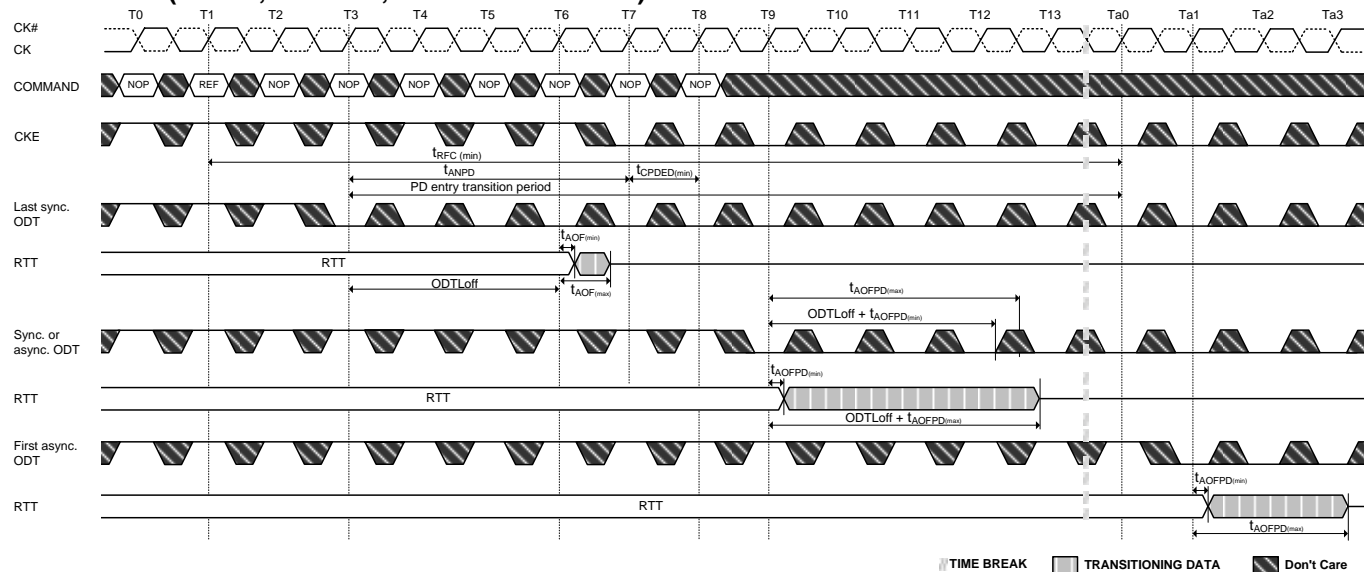 T0 T1 T2 T3 T4 T5 T6 T7 T8 T9 T10 T11 T12 T13 Ta0 Ta1 Ta2 Ta3
CK#
CK
COMMAND NOP REF NOP NOP NOP NOP NOP NOP NOP
CKE
tRFC (min)
tANPD tCPDED(min)
PD entry transition period
Last sync.
ODT
tAOF(min)
RTT RTT
ODTLoff tAOF(max)
tAOFPD(max)
ODTLoff + tAOFPD(min)
Sync. or
async. ODT
tAOFPD(min)
RTT RTT
ODTLoff + tAOFPD(max)
First async.
ODT
tAOFPD(min)
RTT RTT
tAOFPD(max)
TIME BREAK TRANSITIONING DATA Don't Care